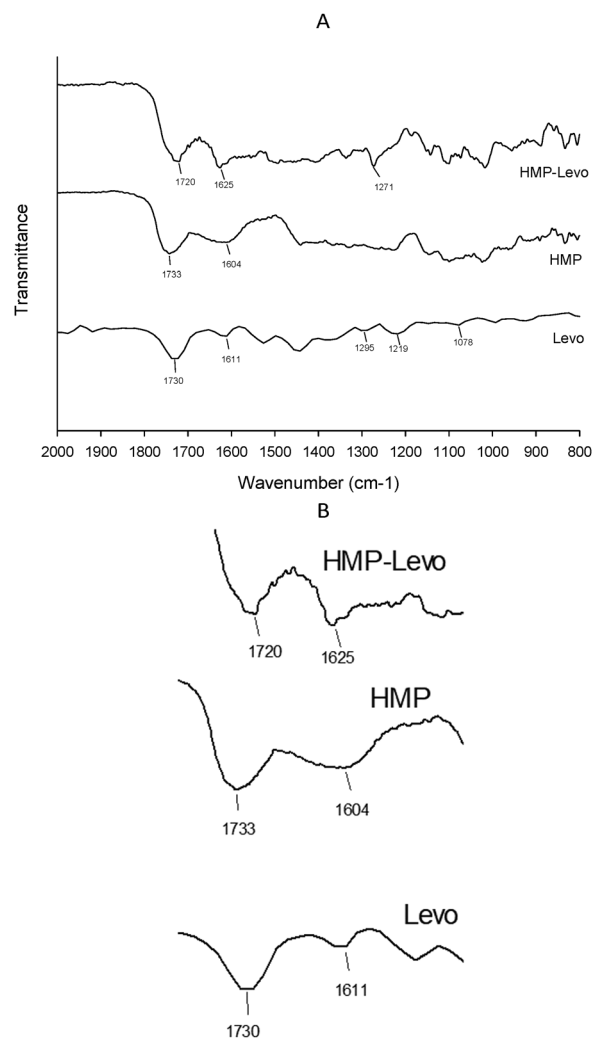 A
Transmittance
1720
1625
1271
HMP-Levo
1733
1604
HMP
1730
1611
1295
1219
1078
Levo
2000 1900 1800 1700 1600 1500 1400 1300 1200 1100 1000 900 800
Wavenumber (cm-1)
B
HMP-Levo
1720
1625
HMP
1733
1604
Levo
1730
1611